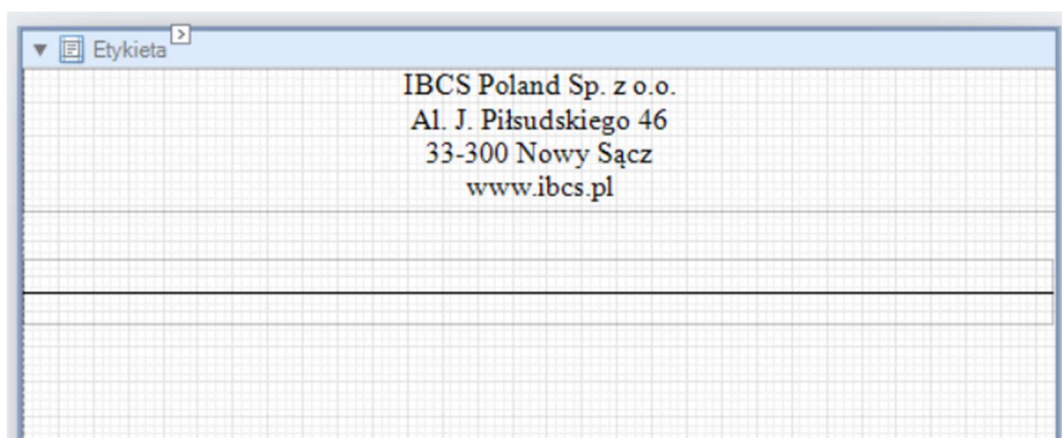 Etykieta
IBCS Poland Sp. z o.o.
Al. J. Piłsudskiego 46
33-300 Nowy Sącz
www.ibcs.pl